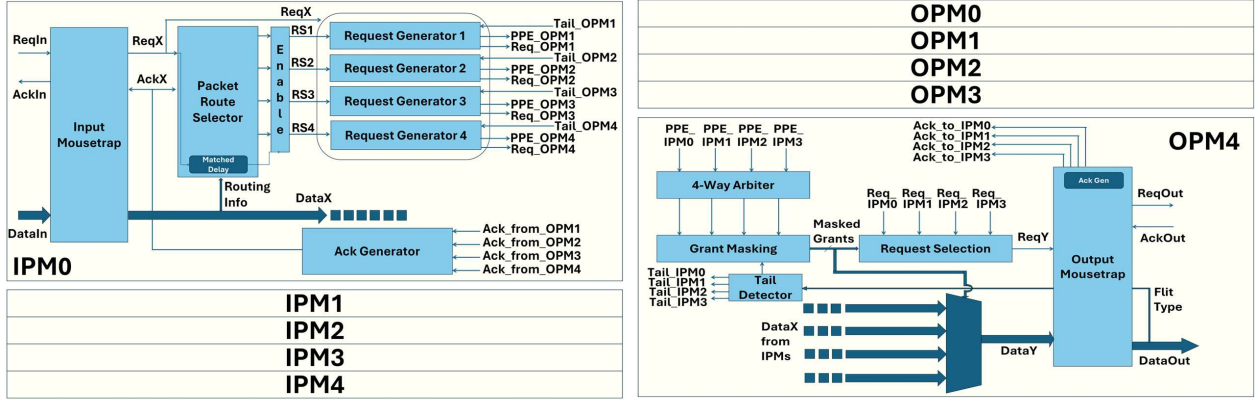 ReqX
ReqIn
ReqX
AckX
AckIn
Input
Mousetrap
Packet
Route
Selector
Matched
Delay
Routing
Info
E
n
a
b
l
e
RS1
RS2
RS3
RS4
Request Generator 1
Request Generator 2
Request Generator 3
Request Generator 4
Tail_OPM1
PPE_OPM1
Req_OPM1
Tail_OPM2
PPE_OPM2
Req_OPM2
Tail_OPM3
PPE_OPM3
Req_OPM3
Tail_OPM4
PPE_OPM4
Req_OPM4
DataIn
DataX
Ack Generator
Ack_from_OPM1
Ack_from_OPM2
Ack_from_OPM3
Ack_from_OPM4
IPM0
IPM1
IPM2
IPM3
IPM4
OPM0
OPM1
OPM2
OPM3
OPM4
PPE_ PPE_ PPE_ PPE_
IPM0 IPM1 IPM2 IPM3
4-Way Arbiter
Grant Masking
Masked
Grants
Tail
Detector
Tail_IPM0
Tail_IPM1
Tail_IPM2
Tail_IPM3
Req_ Req_ Req_ Req_
IPM0 IPM1 IPM2 IPM3
Request Selection
ReqY
Ack_to_IPM0
Ack_to_IPM1
Ack_to_IPM2
Ack_to_IPM3
Ack Gen
Output
Mousetrap
ReqOut
AckOut
Flit
Type
DataX
from
IPMs
DataY
DataOut